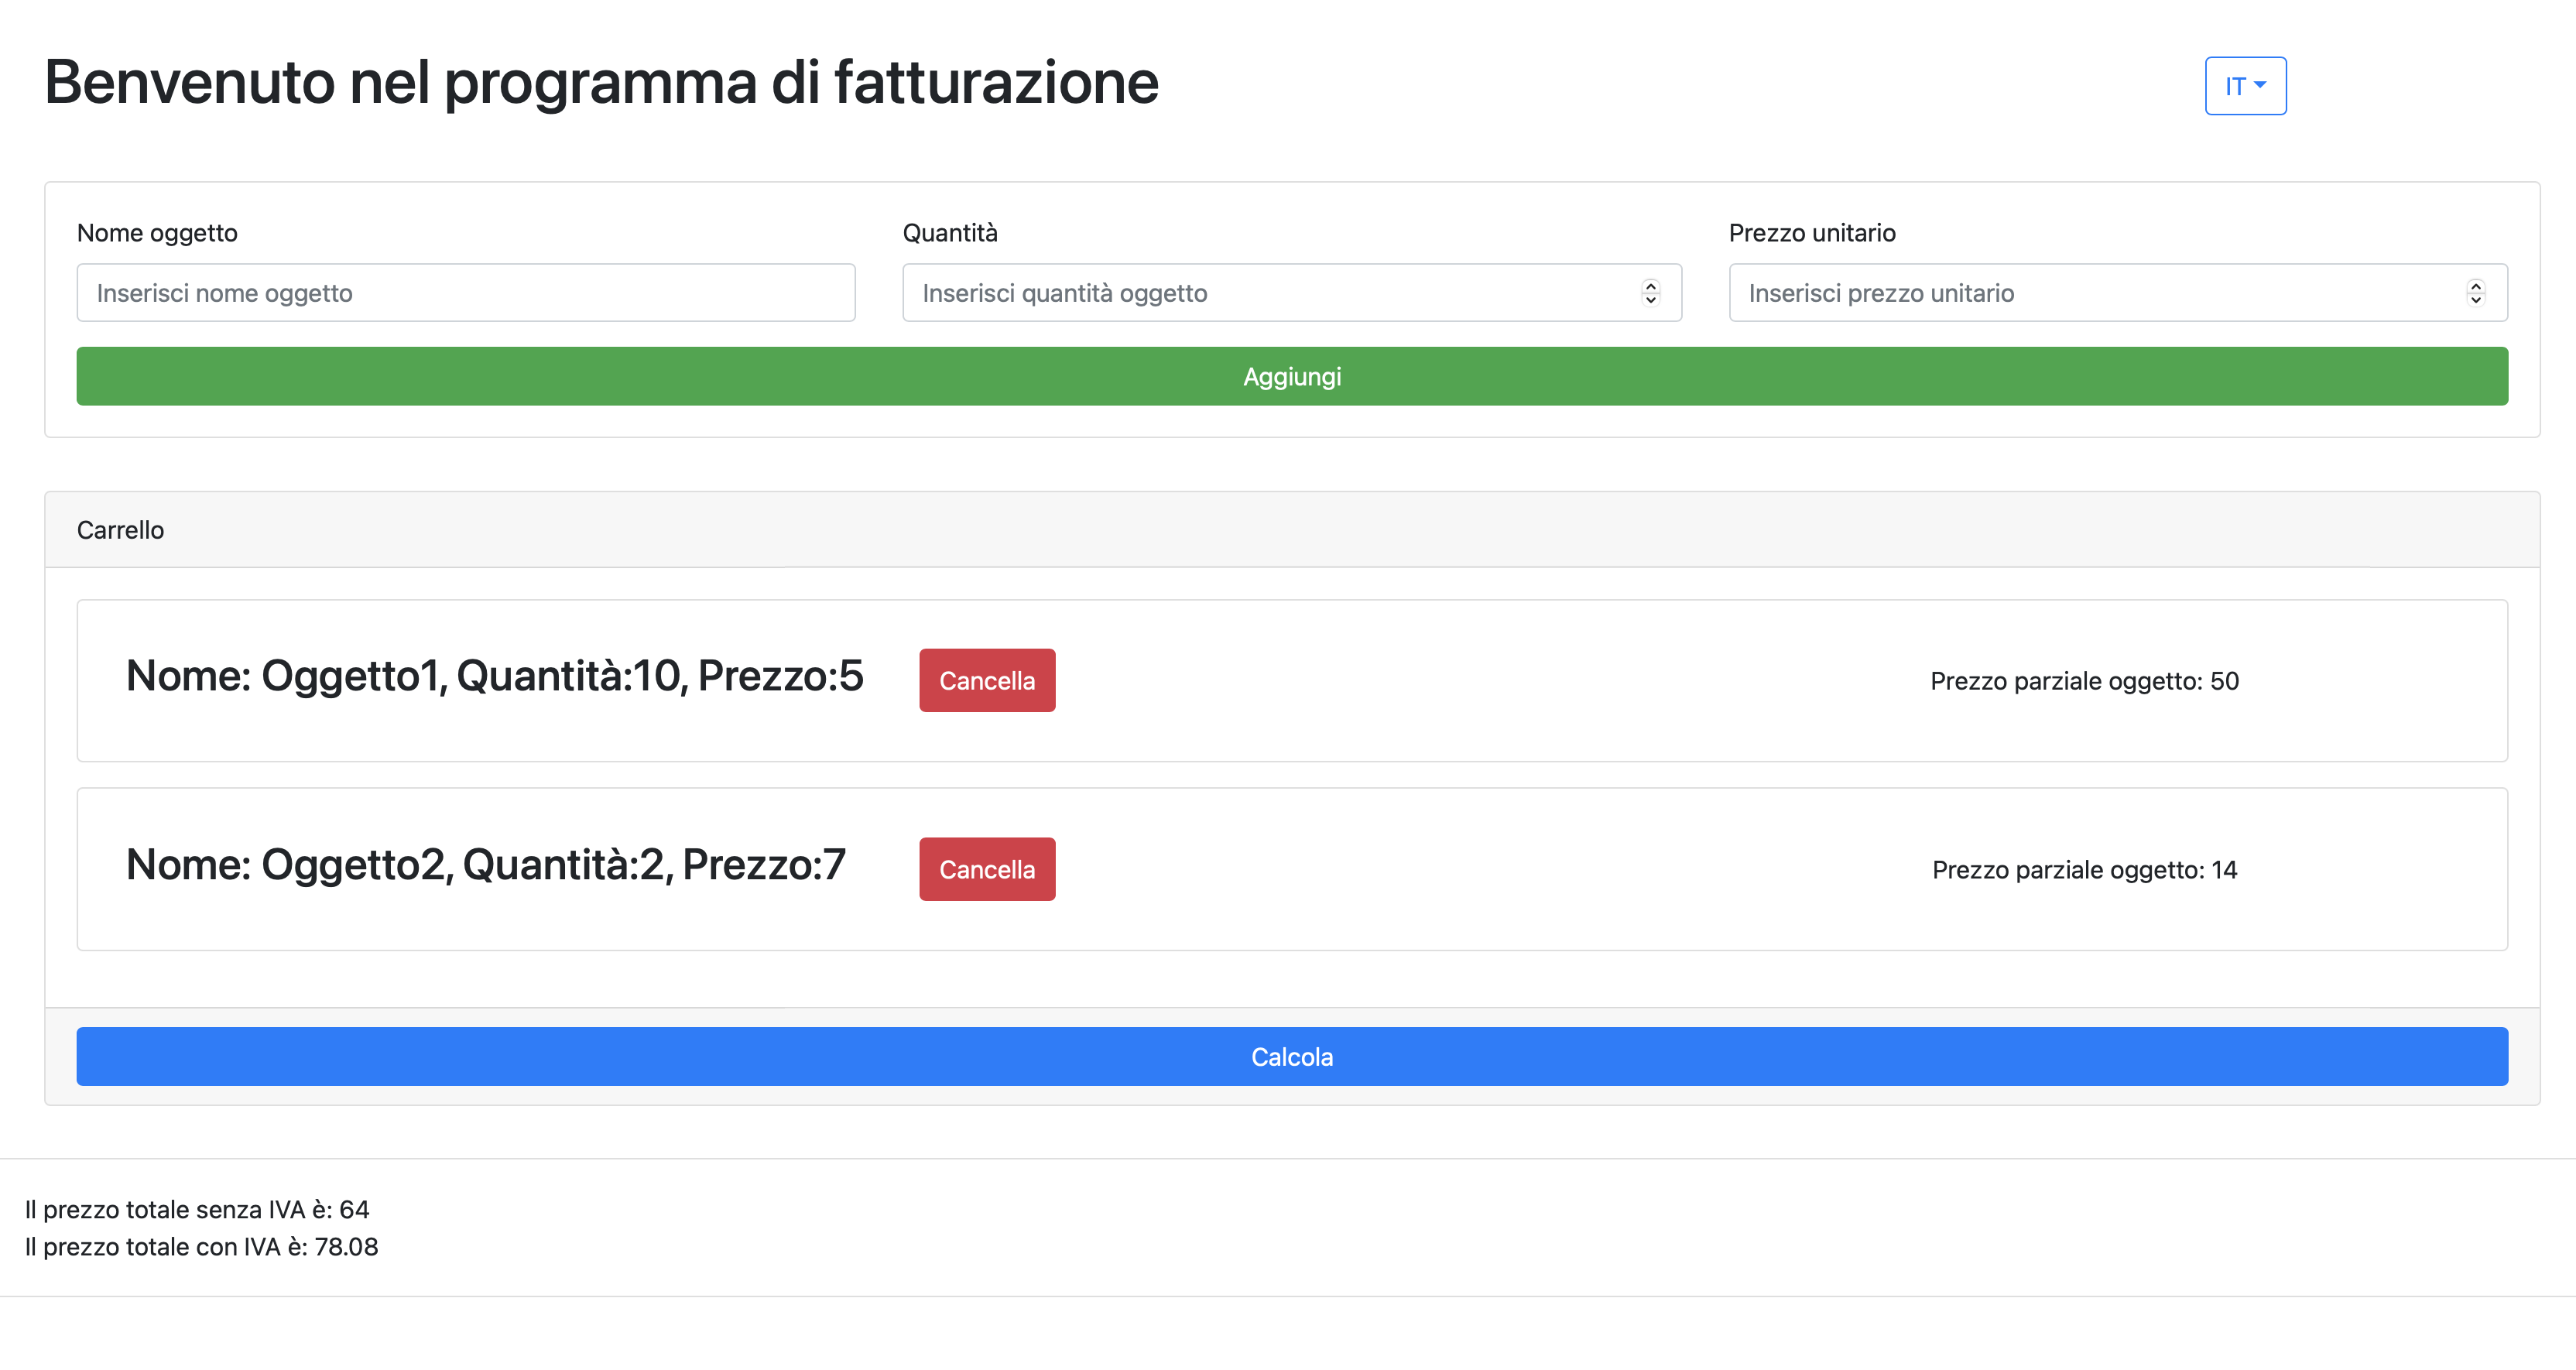 Benvenuto nel programma di fatturazione
IT
Nome oggetto
Quantità
Prezzo unitario
Inserisci nome oggetto
Inserisci quantità oggetto
Inserisci prezzo unitario
Aggiungi
Carrello
Nome: Oggetto1, Quantità:10, Prezzo:5
Cancella
Prezzo parziale oggetto: 50
Nome: Oggetto2, Quantità:2, Prezzo:7
Cancella
Prezzo parziale oggetto: 14
Calcola
Il prezzo totale senza IVA è: 64
Il prezzo totale con IVA è: 78.08